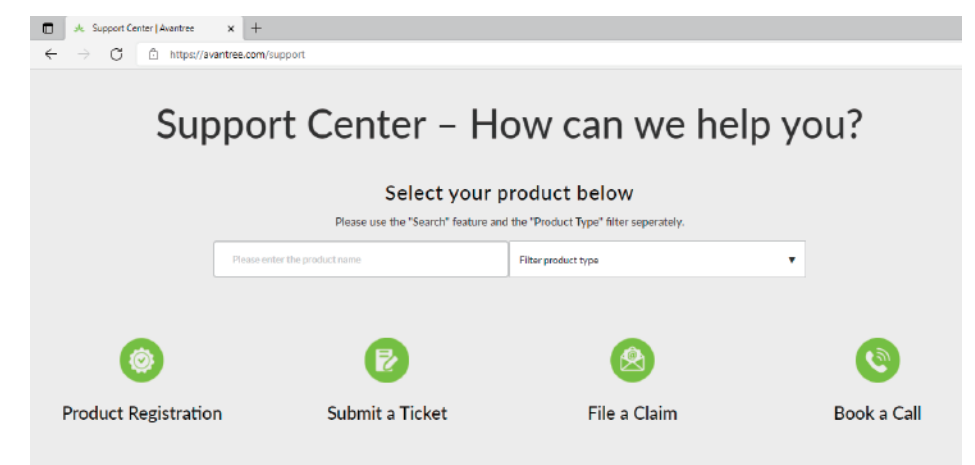 Support Center | Avantree
https://avantree.com/support
Support Center – How can we help you?
Select your product below
Please use the "Search" feature and the "Product Type" filter seperately.
Please enter the product name Filter product type
Product Registration Submit a Ticket File a Claim Book a Call